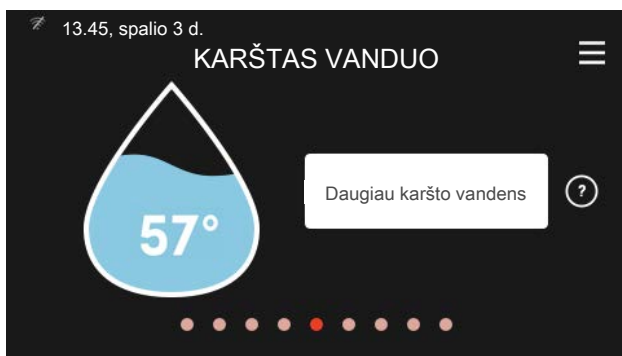 13.45, spalio 3 d.
KARŠTAS VANDUO
57°
Daugiau karšto vandens
?